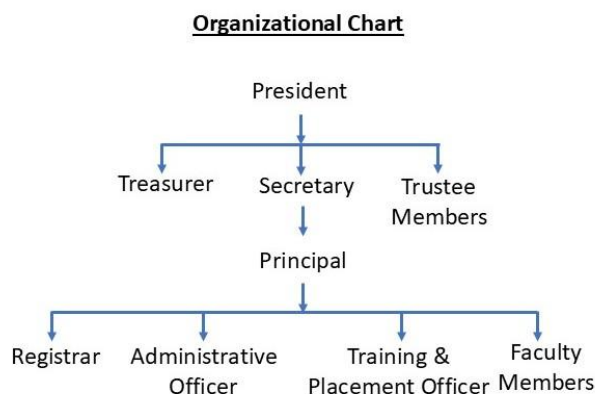 Organizational Chart
President
Treasurer
Secretary
Trustee
Members
Principal
Registrar
Administrative
Officer
Training &
Placement Officer
Faculty
Members